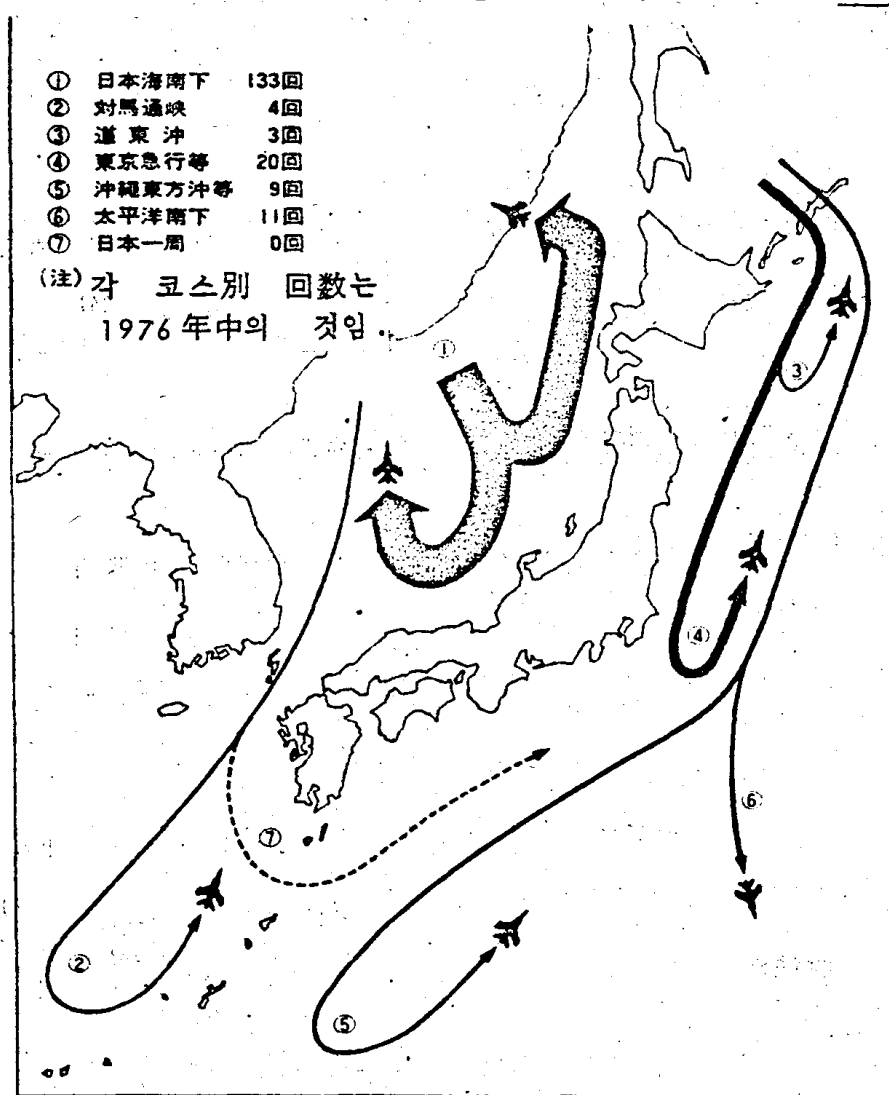 ① 日本海南下 133回
② 対馬通峡 4回
③ 道東沖 3回
④ 東京急行等 20回
⑤ 沖縄東方沖等 9回
⑥ 太平洋南下 11回
⑦ 日本一周 0回
(注) 각 코스別 回数는
1976年中의 것임.
①
②
③
④
⑤
⑥
⑦